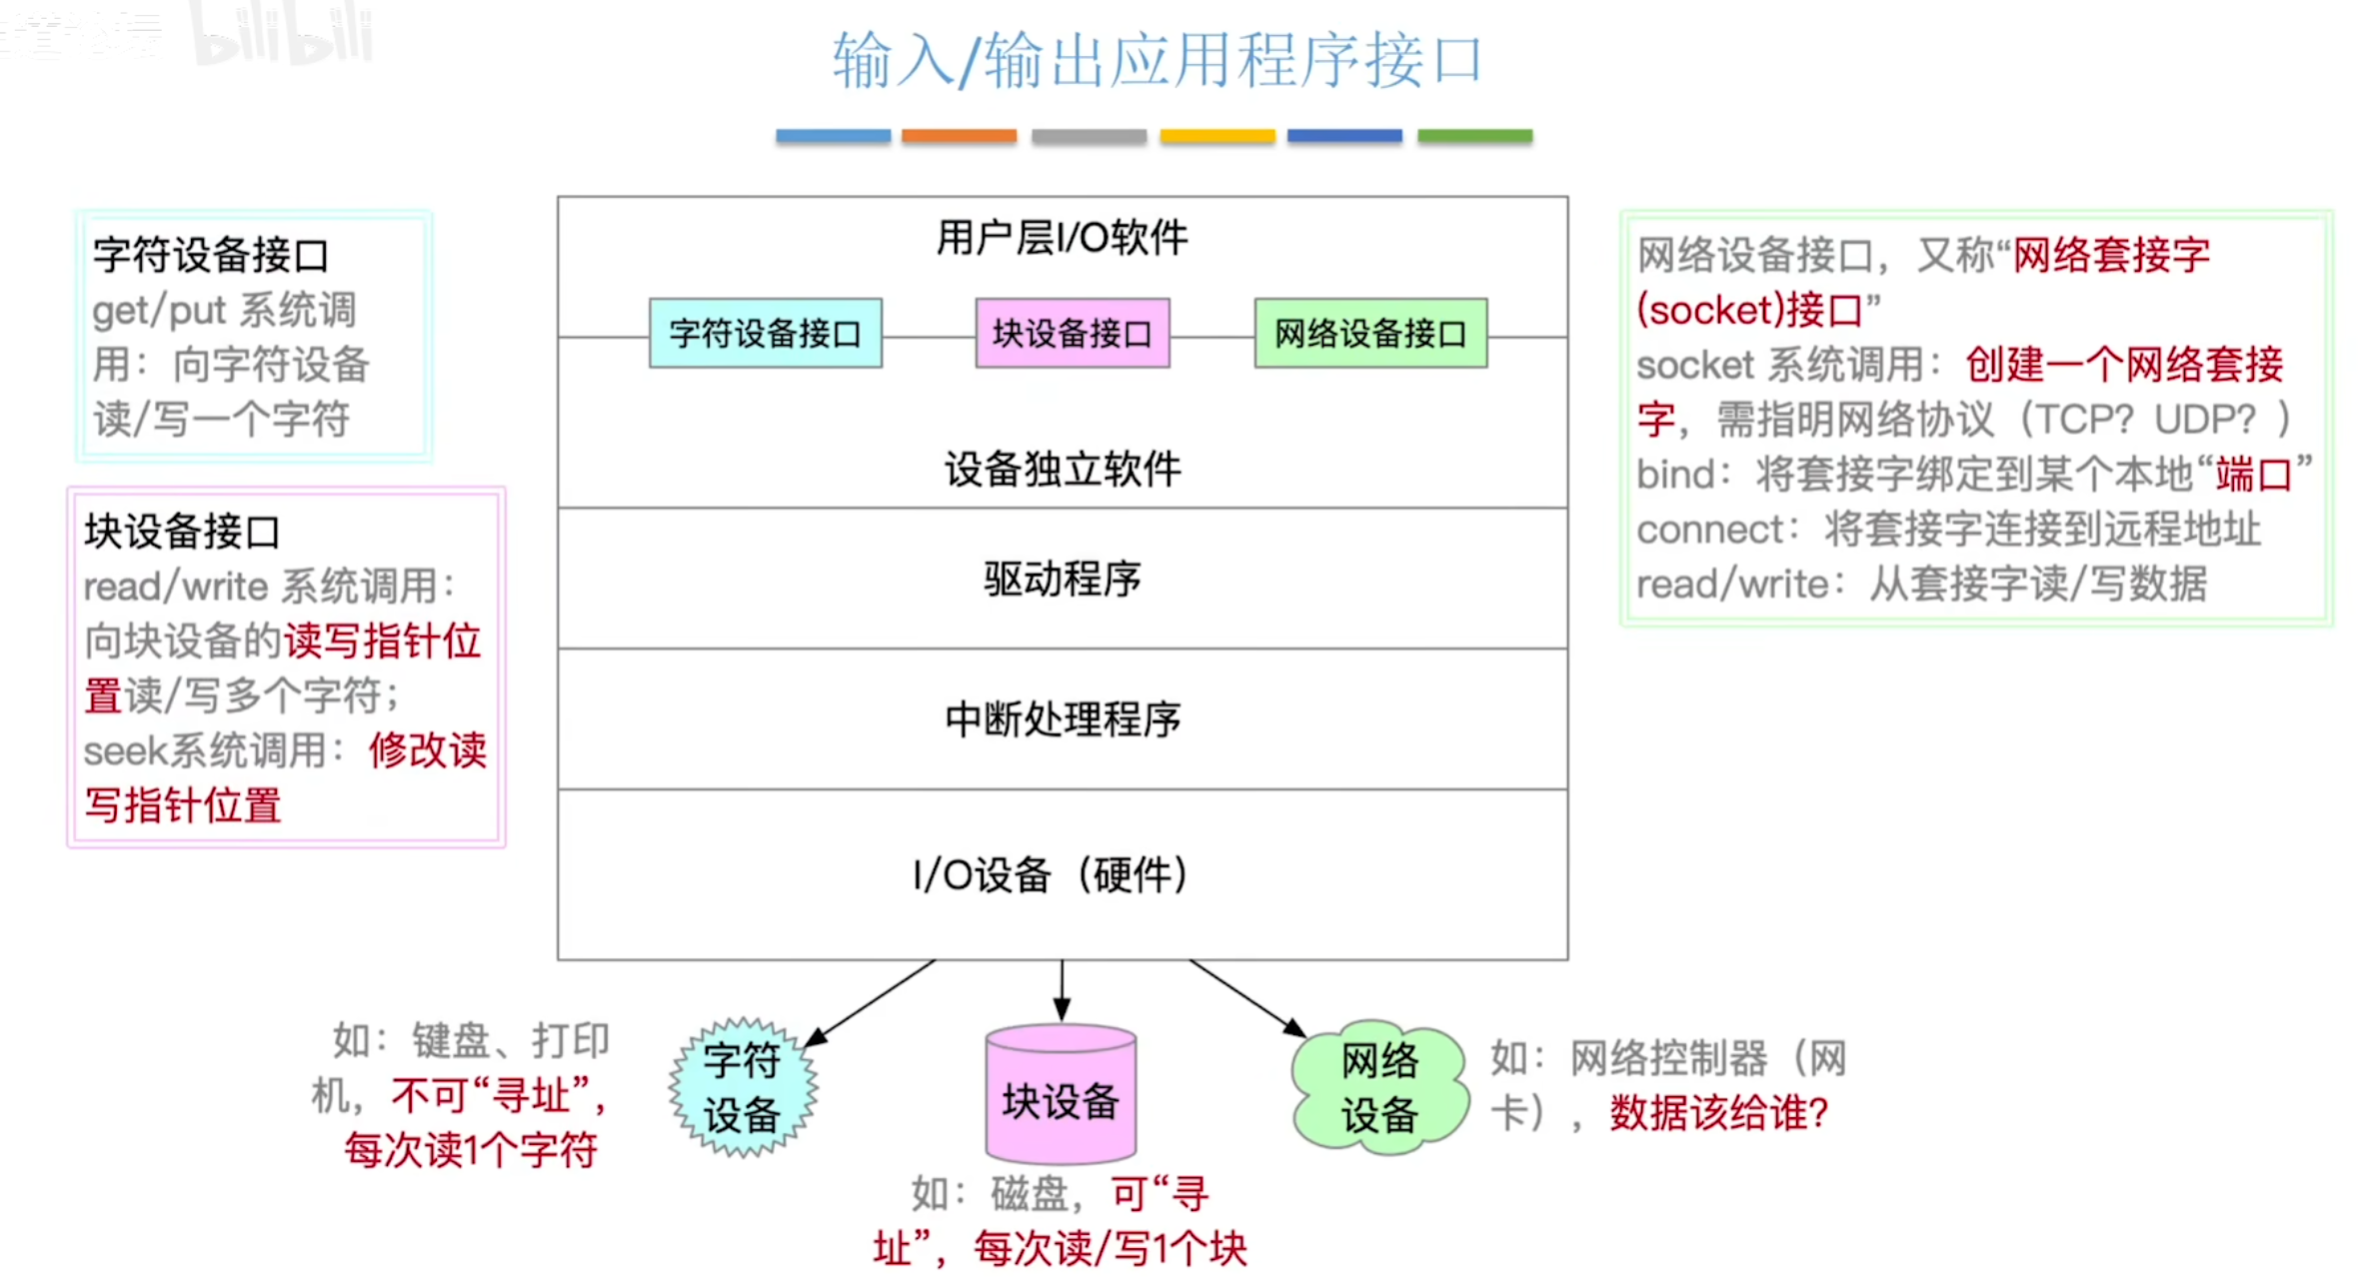 bilibili
输入/输出应用程序接口
字符设备接口
get/put 系统调
用：向字符设备
读/写一个字符
块设备接口
read/write 系统调用：
向块设备的读写指针位
置读/写多个字符；
seek系统调用：修改读
写指针位置
用户层I/O软件
字符设备接口
块设备接口
网络设备接口
设备独立软件
驱动程序
中断处理程序
I/O设备（硬件）
网络设备接口，又称“网络套接字
(socket)接口”
socket 系统调用：创建一个网络套接
字，需指明网络协议（TCP？UDP？）
bind：将套接字绑定到某个本地“端口”
connect：将套接字连接到远程地址
read/write：从套接字读/写数据
如：键盘、打印
机，不可“寻址”，
每次读1个字符
字符
设备
块设备
如：磁盘，可“寻
址”，每次读/写1个块
网络
设备
如：网络控制器（网
卡），数据该给谁？